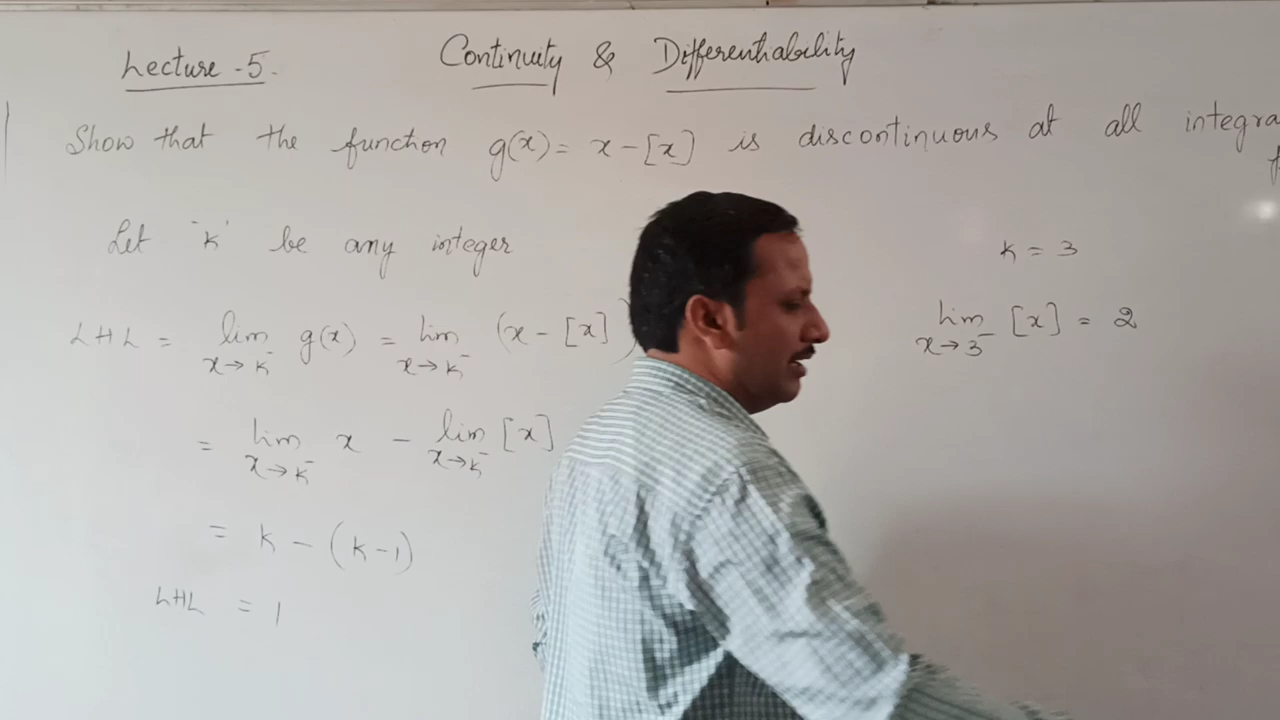 Lecture-5. Continuity & Differentiability
Show that the function g(x) = x-[x] is discontinuous at all
Let 'k' be any integer
k = 3
LHL = lim x→k⁻ g(x) = lim x→k⁻ (x - [x])
lim x→3⁻ [x] = 2
= lim x→k⁻ x - lim x→k⁻ [x]
= k - (k-1)
LHL = 1